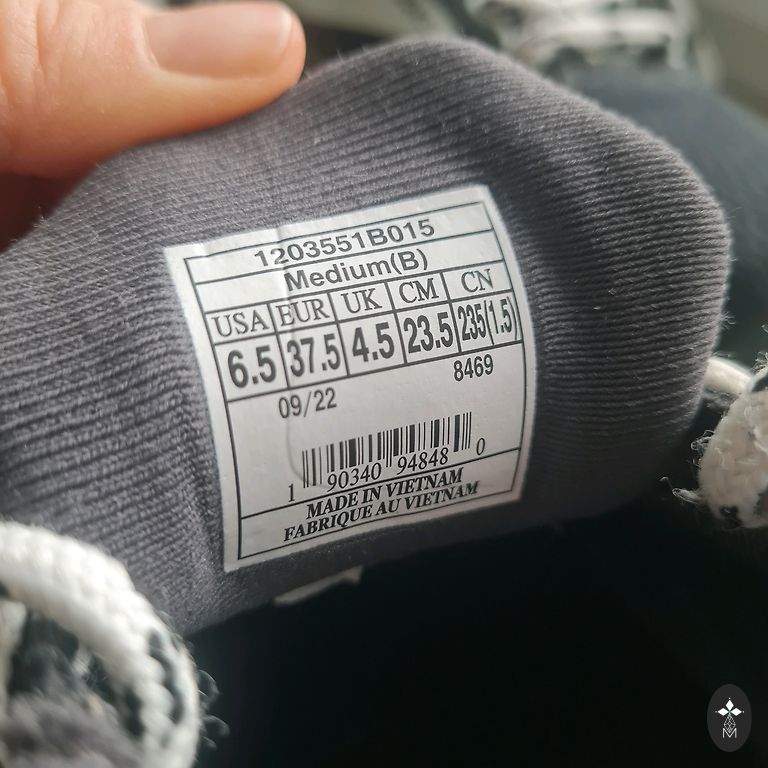 1203551B015
Medium(B)
USA EUR UK CM CN
6.5 37.5 4.5 23.5 235(1.5)
09/22 8469
1 90340 94848 0
MADE IN VIETNAM
FABRIQUE AU VIETNAM
M